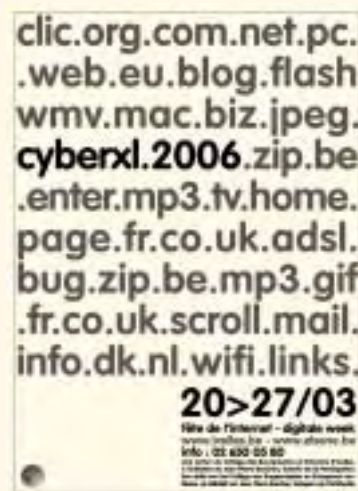 clic.org.com.net.pc.
.web.eu.blog.flash
wmv.mac.biz.jpeg.
cyberxl.2006.zip.be
.enter.mp3.tv.home.
page.fr.co.uk.adsl.
bug.zip.be.mp3.gif
.fr.co.uk.scroll.mail.
info.dk.nl.wifi.links.
20>27/03
fête de l'internet - digitale week
info : 02 650 05 80